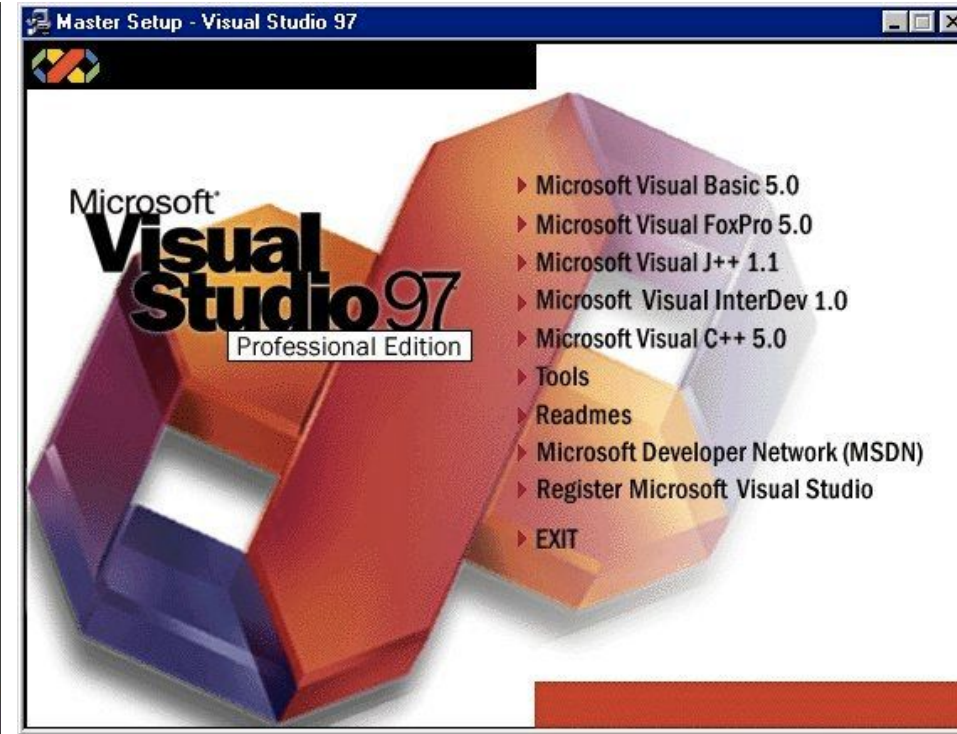 Master Setup - Visual Studio 97
Microsoft®
Visual
Studio 97
Professional Edition
Microsoft Visual Basic 5.0
Microsoft Visual FoxPro 5.0
Microsoft Visual J++ 1.1
Microsoft Visual InterDev 1.0
Microsoft Visual C++ 5.0
Tools
Readmes
Microsoft Developer Network (MSDN)
Register Microsoft Visual Studio
EXIT